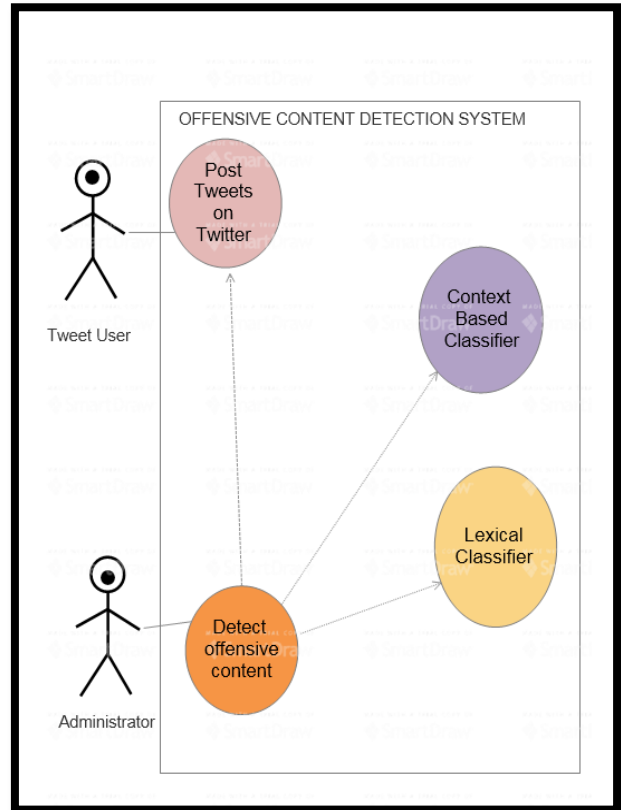 OFFENSIVE CONTENT DETECTION SYSTEM
Post
Tweets
on
Twitter
Tweet User
Context
Based
Classifier
Lexical
Classifier
Detect
offensive
content
Administrator
SmartDraw